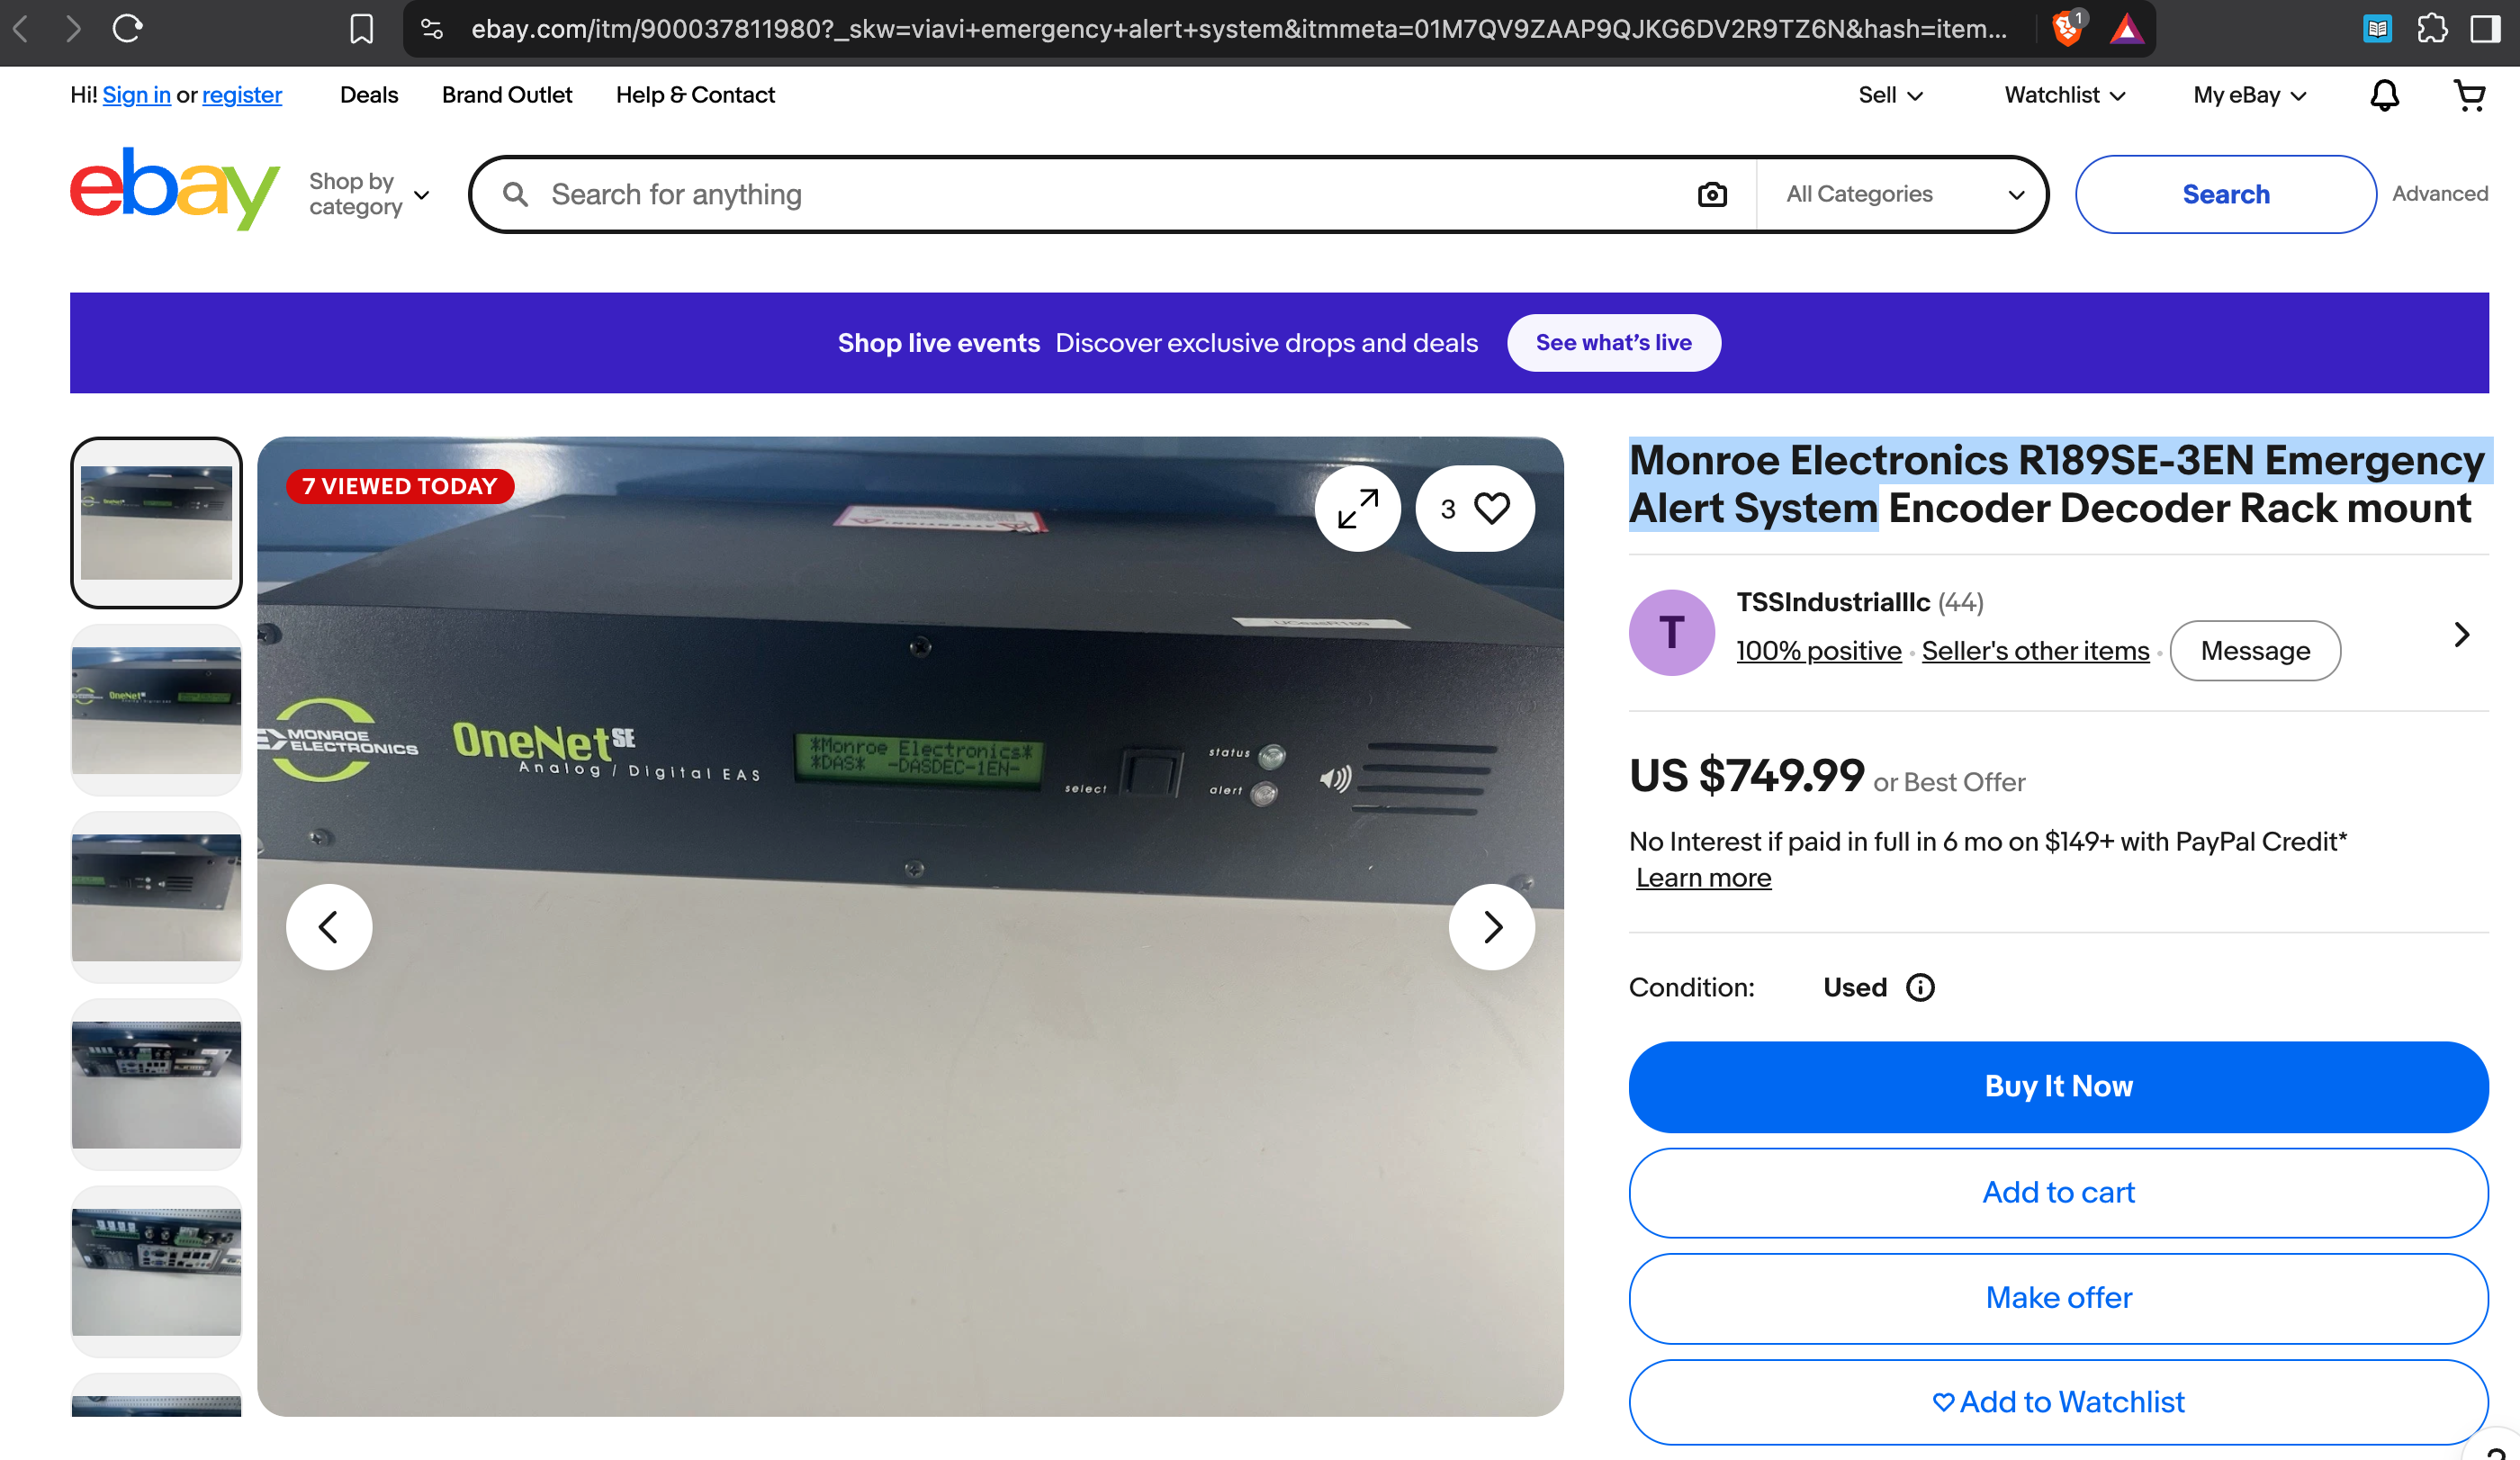 ebay.com/itm/900037811980?_skw=viavi+emergency+alert+system&itmmeta=01M7QV9ZAAP9QJKG6DV2R9TZ6N&hash=item...
1
Hi! Sign in or register
Deals
Brand Outlet
Help & Contact
Sell
Watchlist
My eBay
ebay
Shop by
category
Search for anything
All Categories
Search
Advanced
Shop live events Discover exclusive drops and deals
See what's live
7 VIEWED TODAY
3
ATTENTION
MONROE
ELECTRONICS
OneNetSE
Analog / Digital EAS
*Monroe Electronics*
*DAS* -DASDEC-1EN-
select
status
alert
Monroe Electronics R189SE-3EN Emergency
Alert System Encoder Decoder Rack mount
T
TSSIndustrialllc (44)
100% positive
Seller's other items
Message
US $749.99 or Best Offer
No Interest if paid in full in 6 mo on $149+ with PayPal Credit*
Learn more
Condition:
Used
Buy It Now
Add to cart
Make offer
Add to Watchlist